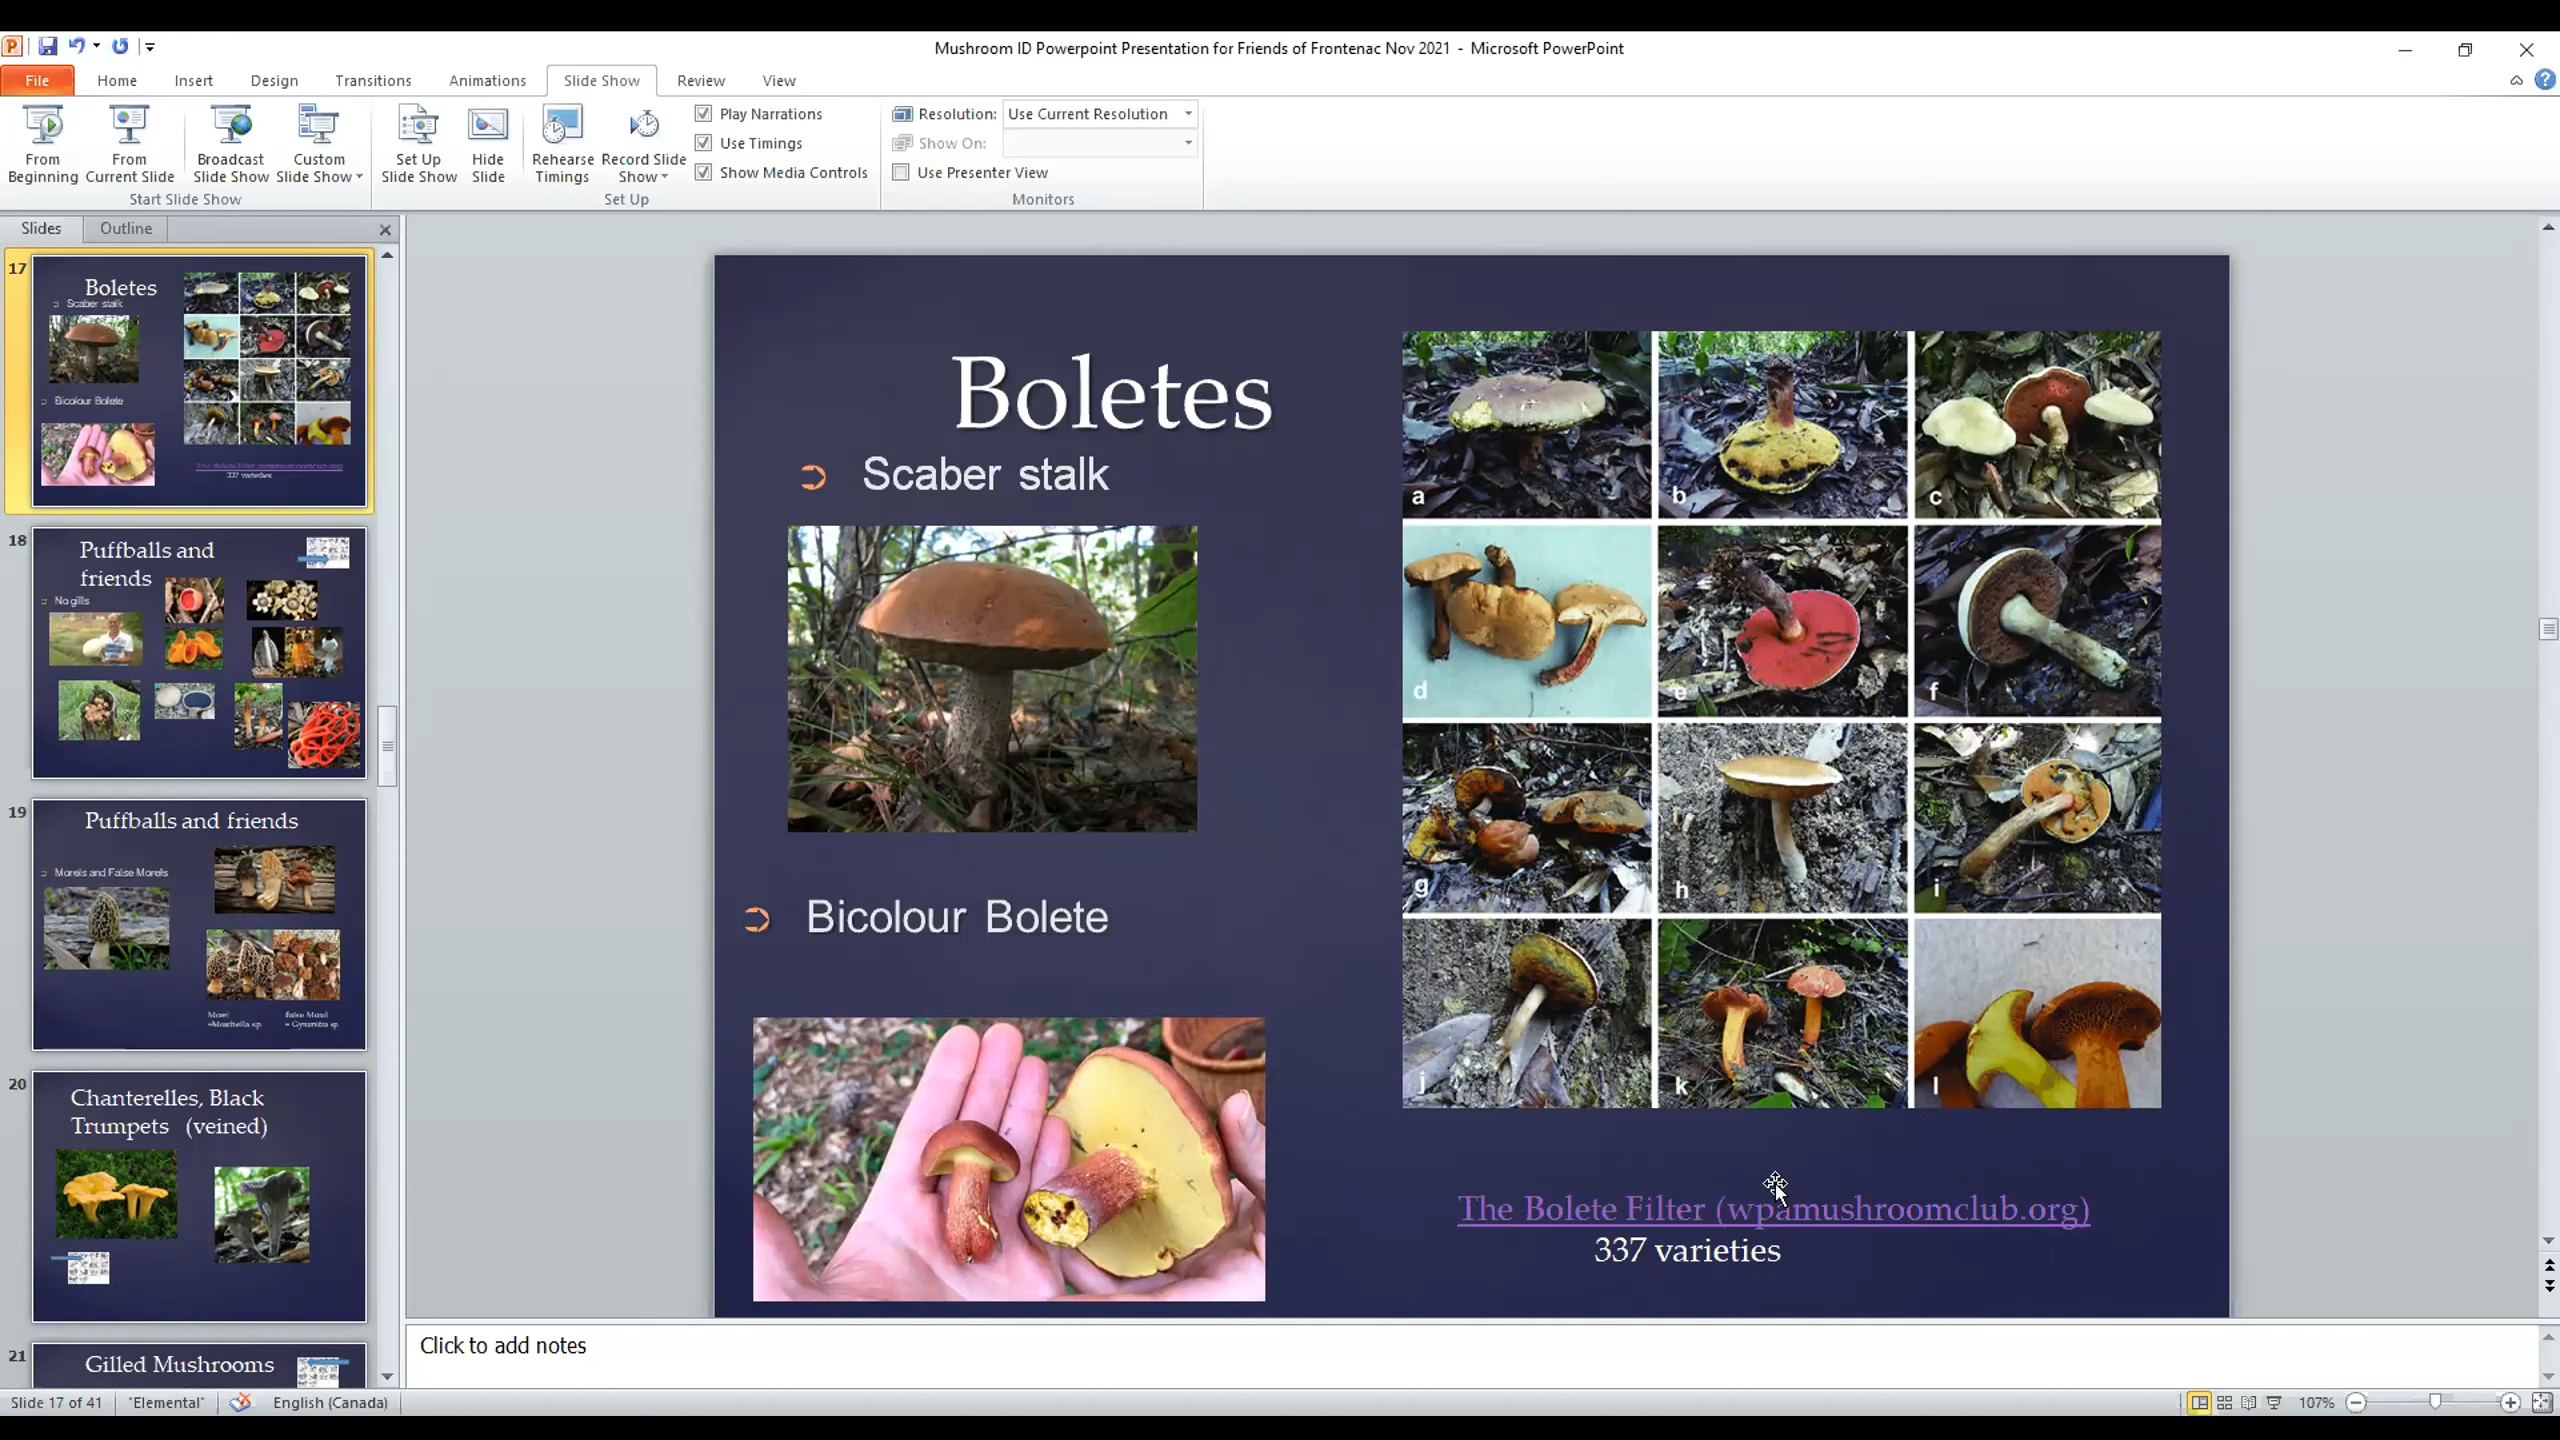 Mushroom ID Powerpoint Presentation for Friends of Frontenac Nov 2021 - Microsoft PowerPoint
File Home Insert Design Transitions Animations Slide Show Review View
From Beginning
From Current Slide
Broadcast Slide Show
Custom Slide Show
Start Slide Show
Set Up Slide Show
Hide Slide
Rehearse Timings
Record Slide Show
Play Narrations
Use Timings
Show Media Controls
Set Up
Resolution: Use Current Resolution
Show On:
Use Presenter View
Monitors
Slides Outline
17
Boletes
Scaber stalk
Bicolour Bolete
The Bolete Filter (wpamushroomclub.org)
337 varieties
18
Puffballs and
friends
No gills
19
Puffballs and friends
Morels and False Morels
Morel
=Morchella sp.
False Morel
= Gyromitra sp.
20
Chanterelles, Black
Trumpets (veined)
21
Gilled Mushrooms
Boletes
Scaber stalk
Bicolour Bolete
a b c
d e f
g h i
j k l
The Bolete Filter (wpamushroomclub.org)
337 varieties
Click to add notes
Slide 17 of 41 "Elemental" English (Canada) 107%